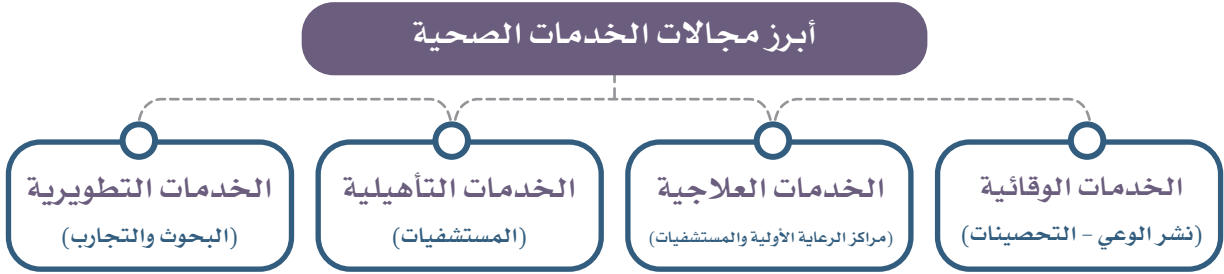 أبرز مجالات الخدمات الصحية
الخدمات الوقائية
(نشر الوعي – التحصينات)
الخدمات العلاجية
(مراكز الرعاية الأولية والمستشفيات)
الخدمات التأهيلية
(المستشفيات)
الخدمات التطويرية
(البحوث والتجارب)